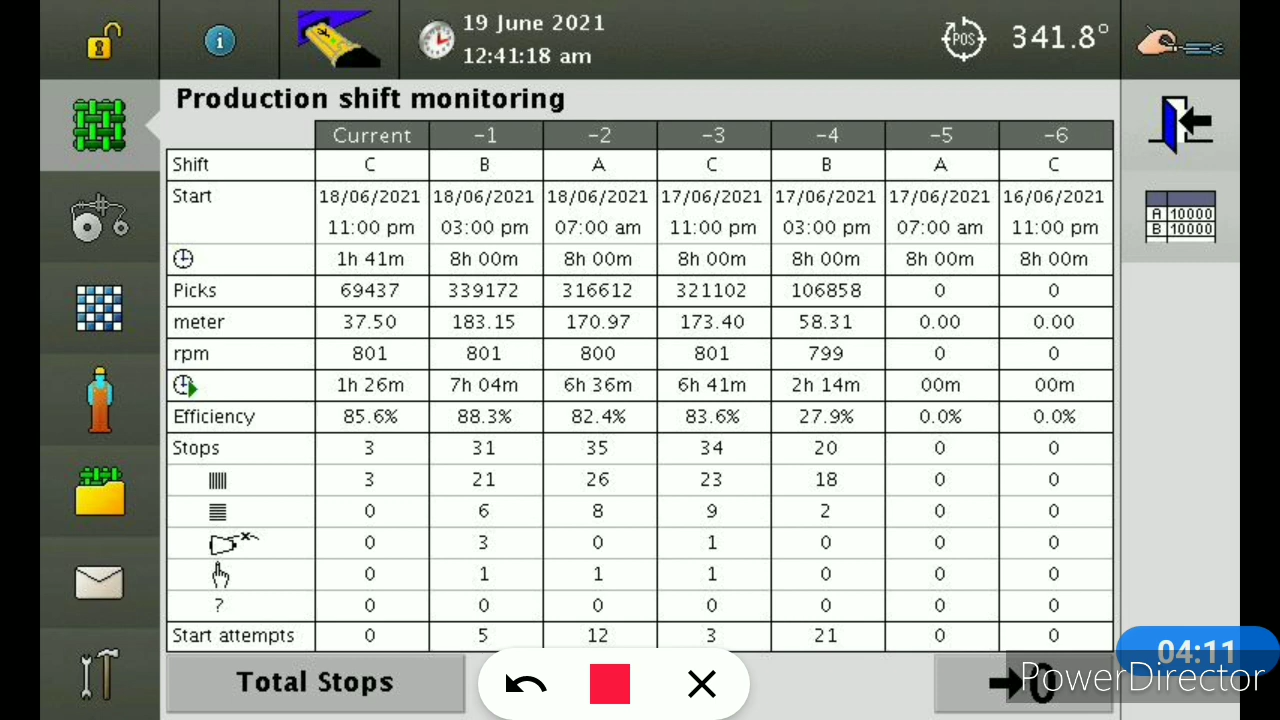 19 June 2021
12:41:18 am
POS 341.8°
Production shift monitoring
Current -1 -2 -3 -4 -5 -6
Shift C B A C B A C
Start 18/06/2021 18/06/2021 18/06/2021 17/06/2021 17/06/2021 17/06/2021 16/06/2021
11:00 pm 03:00 pm 07:00 am 11:00 pm 03:00 pm 07:00 am 11:00 pm
1h 41m 8h 00m 8h 00m 8h 00m 8h 00m 8h 00m 8h 00m
Picks 69437 339172 316612 321102 106858 0 0
meter 37.50 183.15 170.97 173.40 58.31 0.00 0.00
rpm 801 801 800 801 799 0 0
1h 26m 7h 04m 6h 36m 6h 41m 2h 14m 00m 00m
Efficiency 85.6% 88.3% 82.4% 83.6% 27.9% 0.0% 0.0%
Stops 3 31 35 34 20 0 0
3 21 26 23 18 0 0
0 6 8 9 2 0 0
0 3 0 1 0 0 0
0 1 1 1 0 0 0
? 0 0 0 0 0 0 0
Start attempts 0 5 12 3 21 0 0
A 10000
B 10000
Total Stops
0
04:11
PowerDirector